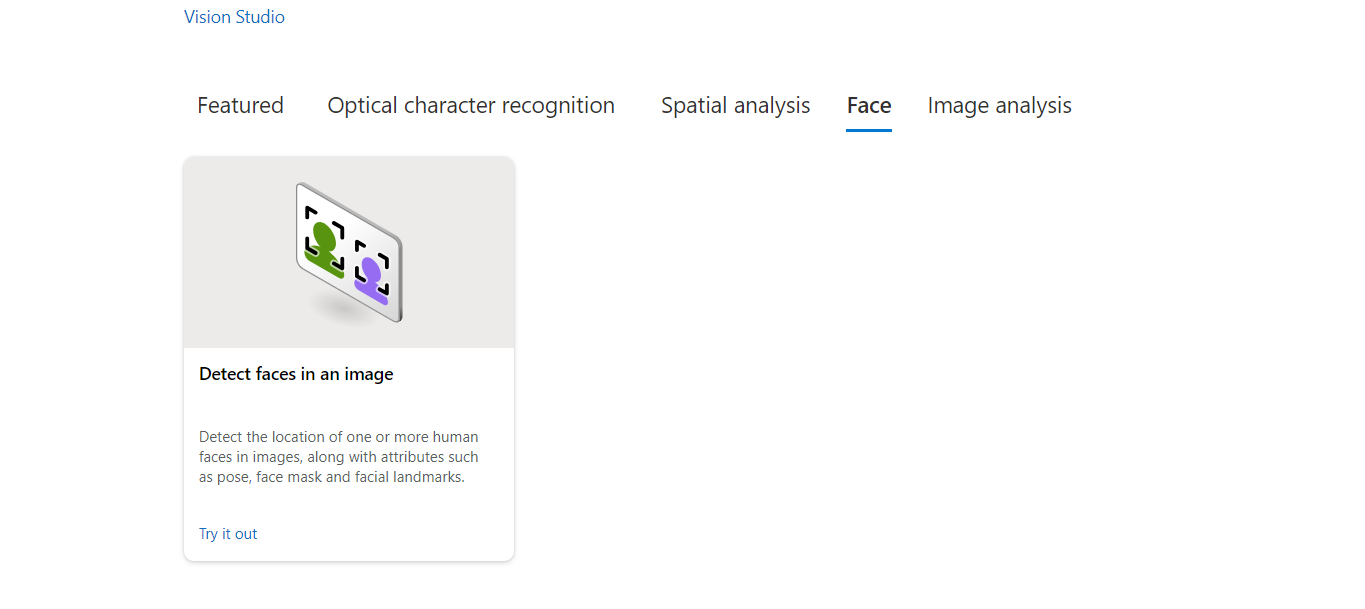 Vision Studio
Featured Optical character recognition Spatial analysis Face Image analysis
Detect faces in an image
Detect the location of one or more human
faces in images, along with attributes such
as pose, face mask and facial landmarks.
Try it out